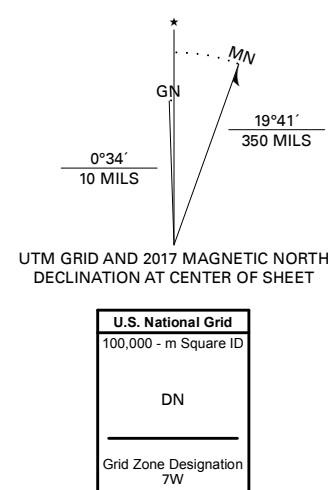 MN
GN
19°41´
350 MILS
0°34´
10 MILS
UTM GRID AND 2017 MAGNETIC NORTH
DECLINATION AT CENTER OF SHEET
U.S. National Grid
100,000 - m Square ID
DN
Grid Zone Designation
7W